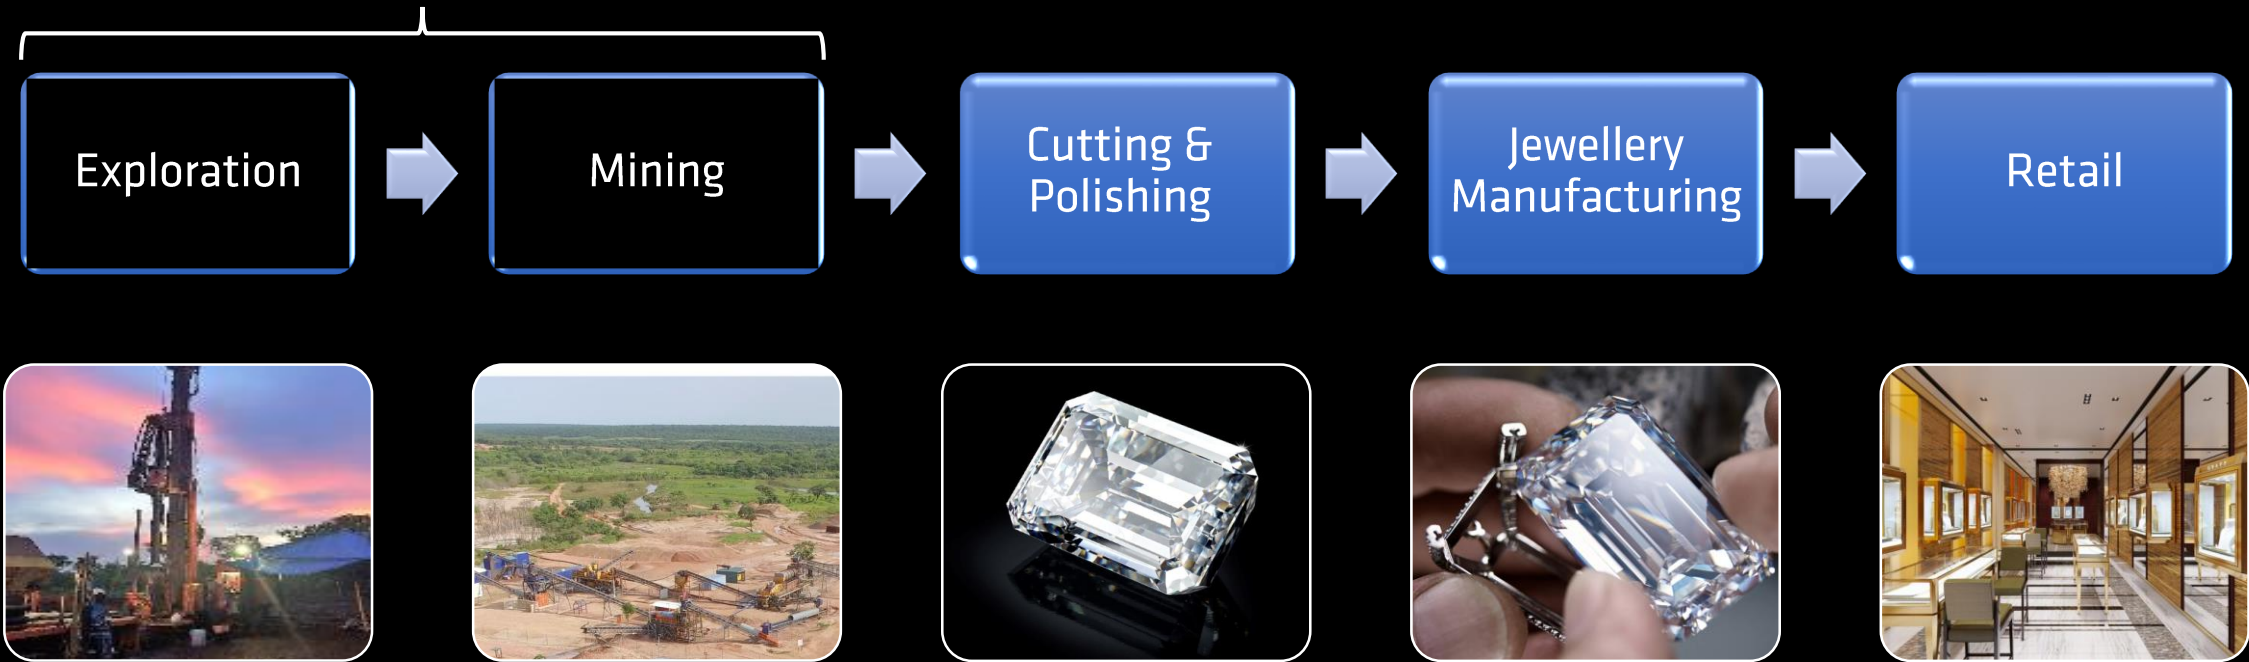 Exploration
Mining
Cutting &
Polishing
Jewellery
Manufacturing
Retail